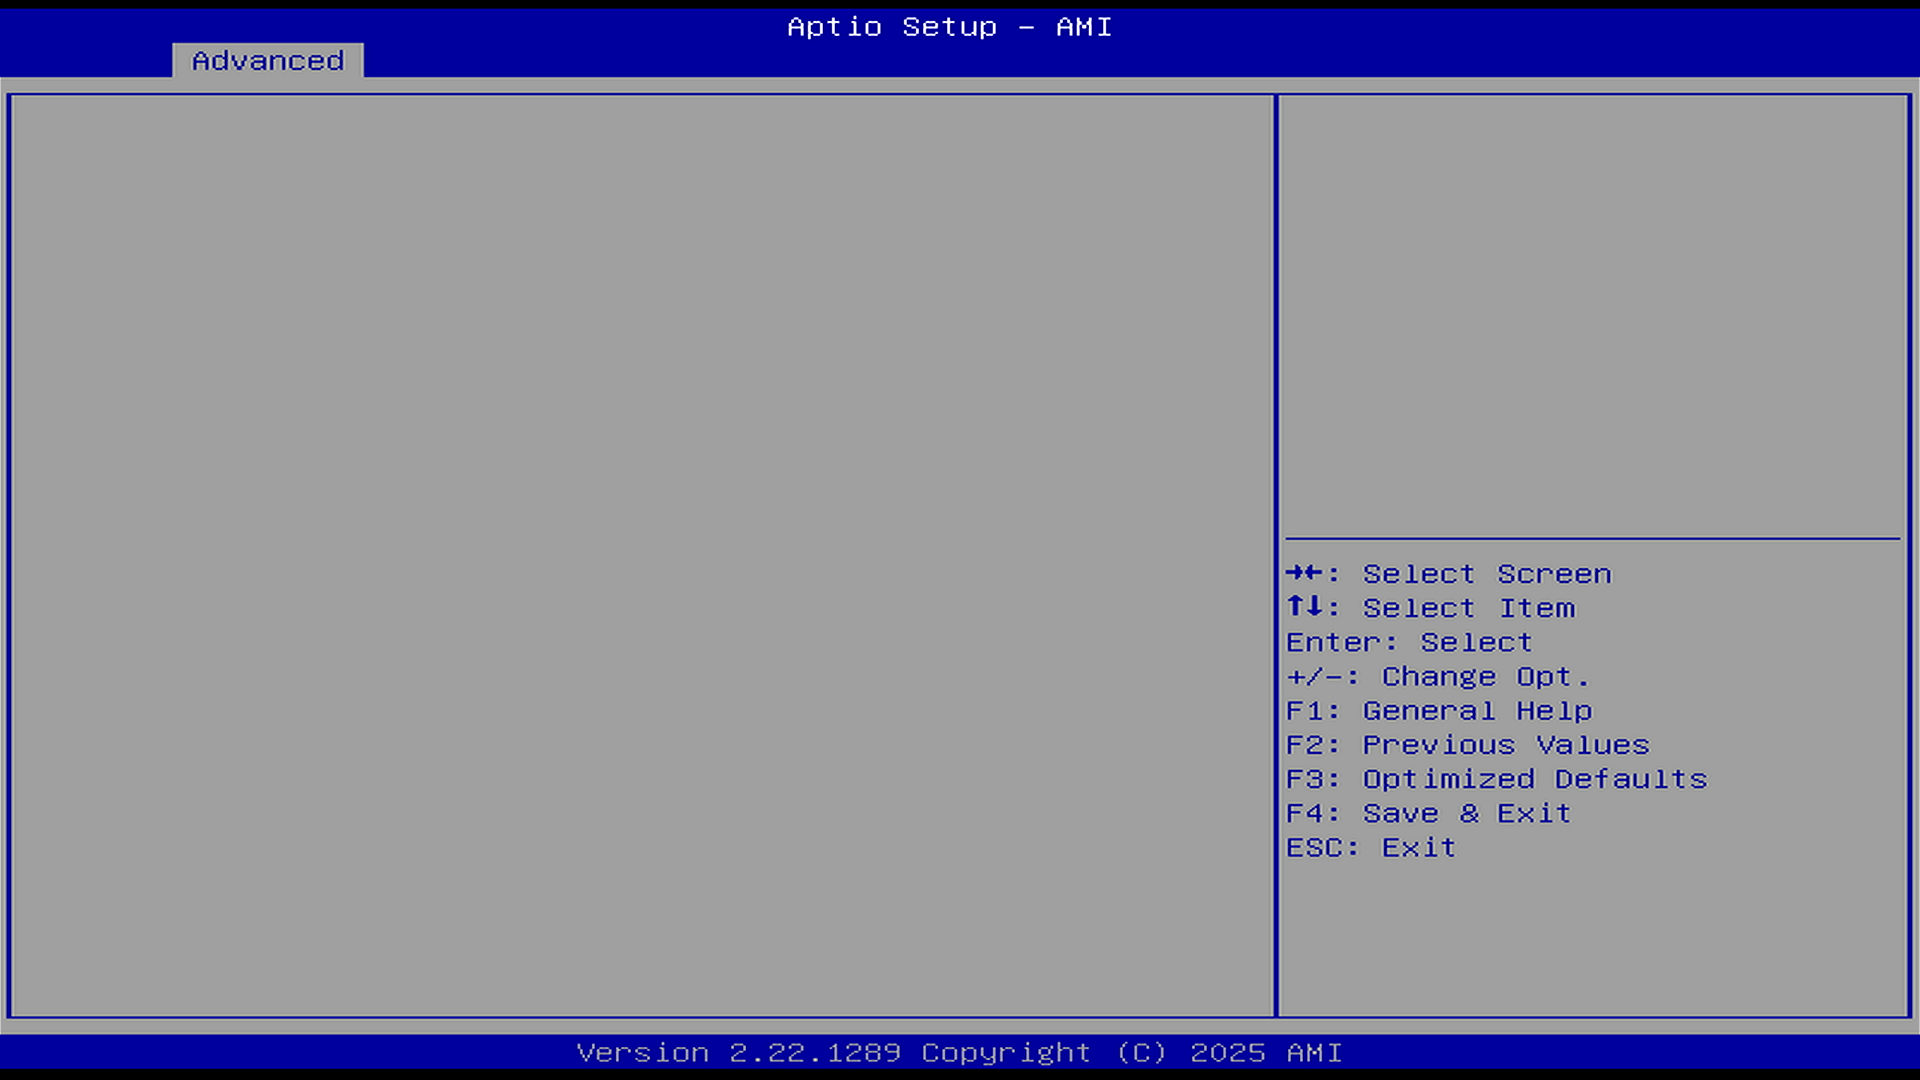 Aptio Setup - AMI
Advanced
→←: Select Screen
↑↓: Select Item
Enter: Select
+/-: Change Opt.
F1: General Help
F2: Previous Values
F3: Optimized Defaults
F4: Save & Exit
ESC: Exit
Version 2.22.1289 Copyright (C) 2025 AMI